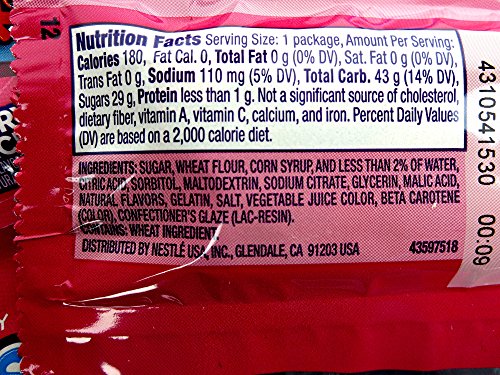 12
Nutrition Facts Serving Size: 1 package, Amount Per Serving:
Calories 180, Fat Cal. 0, Total Fat 0 g (0% DV), Sat. Fat 0 g (0% DV),
Trans Fat 0 g, Sodium 110 mg (5% DV), Total Carb. 43 g (14% DV),
Sugars 29 g, Protein less than 1 g. Not a significant source of cholesterol,
dietary fiber, vitamin A, vitamin C, calcium, and iron. Percent Daily Values
(DV) are based on a 2,000 calorie diet.
INGREDIENTS: SUGAR, WHEAT FLOUR, CORN SYRUP, AND LESS THAN 2% OF WATER,
CITRIC ACID, SORBITOL, MALTODEXTRIN, SODIUM CITRATE, GLYCERIN, MALIC ACID,
NATURAL FLAVORS, GELATIN, SALT, VEGETABLE JUICE COLOR, BETA CAROTENE
(COLOR), CONFECTIONER'S GLAZE (LAC-RESIN).
CONTAINS: WHEAT INGREDIENT.
DISTRIBUTED BY NESTLÉ USA, INC., GLENDALE, CA 91203 USA 43597518
4310541530 00:09